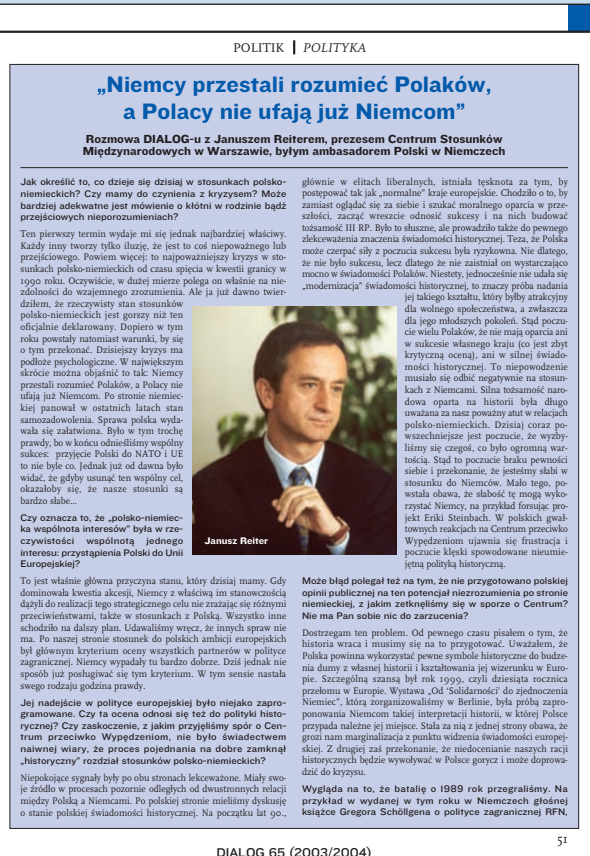 POLITIK | POLITYKA
„Niemcy przestali rozumieć Polaków,
a Polacy nie ufają już Niemcom”
Rozmowa DIALOG-u z Januszem Reiterem, prezesem Centrum Stosunków
Międzynarodowych w Warszawie, byłym ambasadorem Polski w Niemczech
Jak określić to, co dzieje się dzisiaj w stosunkach polsko-
niemieckich? Czy mamy do czynienia z kryzysem? Może
bardziej adekwatne jest mówienie o kłótni w rodzinie bądź
przejściowych nieporozumieniach?
Ten pierwszy termin wydaje mi się jednak najbardziej właściwy.
Każdy inny tworzy tylko iluzję, że jest to coś niepoważnego lub
przejściowego. Powiem więcej: to najpoważniejszy kryzys w sto-
sunkach polsko-niemieckich od czasu spięcia w kwestii granicy w
1990 roku. Oczywiście, w dużej mierze polega on właśnie na nie-
zdolności do wzajemnego zrozumienia. Ale ja już dawno twier-
dziłem, że rzeczywisty stan stosunków
polsko-niemieckich jest gorszy niż ten
oficjalnie deklarowany. Dopiero w tym
roku powstały natomiast warunki, by się
o tym przekonać. Dzisiejszy kryzys ma
podłoże psychologiczne. W największym
skrócie można objaśnić to tak: Niemcy
przestali rozumieć Polaków, a Polacy nie
ufają już Niemcom. Po stronie niemiec-
kiej panował w ostatnich latach stan
samozadowolenia. Sprawa polska wyda-
wała się załatwiona. Było w tym trochę
prawdy, bo w końcu odnieśliśmy wspólny
sukces: przyjęcie Polski do NATO i UE
to nie byle co. Jednak już od dawna było
widać, że gdyby usunąć ten wspólny cel,
okazałoby się, że nasze stosunki są
bardzo słabe...
Czy oznacza to, że „polsko-niemiec-
ka wspólnota interesów” była w rze-
czywistości wspólnotą jednego
interesu: przystąpienia Polski do Unii
Europejskiej?
To jest właśnie główna przyczyna stanu, który dzisiaj mamy. Gdy
dominowała kwestia akcesji, Niemcy z właściwą im stanowczością
dążyli do realizacji tego strategicznego celu nie zrażając się różnymi
przeciwieństwami, także w stosunkach z Polską. Wszystko inne
schodziło na dalszy plan. Udawaliśmy wręcz, że innych spraw nie
ma. Po naszej stronie stosunek do polskich ambicji europejskich
był głównym kryterium oceny wszystkich partnerów w polityce
zagranicznej. Niemcy wypadały tu bardzo dobrze. Dziś jednak nie
sposób już posługiwać się tym kryterium. W tym sensie nastała
swego rodzaju godzina prawdy.
Jej nadejście w polityce europejskiej było niejako zapro-
gramowane. Czy ta ocena odnosi się też do polityki histo-
rycznej? Czy zaskoczenie, z jakim przyjęliśmy spór o Cen-
trum przeciwko Wypędzeniom, nie było świadectwem
naiwnej wiary, że proces pojednania na dobre zamknął
„historyczny” rozdział stosunków polsko-niemieckich?
Niepokojące sygnały były po obu stronach lekceważone. Miały swo-
je źródło w procesach pozornie odległych od dwustronnych relacji
między Polską a Niemcami. Po polskiej stronie mieliśmy dyskusję
o stanie polskiej świadomości historycznej. Na początku lat 90.,
głównie w elitach liberalnych, istniała tęsknota za tym, by
postępować tak jak „normalne” kraje europejskie. Chodziło o to, by
zamiast oglądać się za siebie i szukać moralnego oparcia w prze-
szłości, zacząć wreszcie odnosić sukcesy i na nich budować
tożsamość III RP. Było to słuszne, ale prowadziło także do pewnego
zlekceważenia znaczenia świadomości historycznej. Teza, że Polska
może czerpać siły z poczucia sukcesu była ryzykowna. Nie dlatego,
że nie było sukcesu, lecz dlatego że nie zaistniał on wystarczająco
mocno w świadomości Polaków. Niestety, jednocześnie nie udała się
„modernizacja” świadomości historycznej, to znaczy próba nadania
jej takiego kształtu, który byłby atrakcyjny
dla wolnego społeczeństwa, a zwłaszcza
dla jego młodszych pokoleń. Stąd poczu-
cie wielu Polaków, że nie mają oparcia ani
w sukcesie własnego kraju (co jest zbyt
krytyczną oceną), ani w silnej świado-
mości historycznej. To niepowodzenie
musiało się odbić negatywnie na stosun-
kach z Niemcami. Silna tożsamość naro-
dowa oparta na historii była długo
uważana za nasz poważny atut w relacjach
polsko-niemieckich. Dzisiaj coraz po-
wszechniejsze jest poczucie, że wyzby-
liśmy się czegoś, co było ogromną war-
tością. Stąd to poczucie braku pewności
siebie i przekonanie, że jesteśmy słabi w
stosunku do Niemców. Mało tego, po-
wstała obawa, że słabość tę mogą wyko-
rzystać Niemcy, na przykład forsując pro-
jekt Eriki Steinbach. W polskich gwał-
townych reakcjach na Centrum przeciwko
Wypędzeniom ujawnia się frustracja i
poczucie klęski spowodowane nieumie-
jętną polityką historyczną.
Janusz Reiter
Może błąd polegał też na tym, że nie przygotowano polskiej
opinii publicznej na ten potencjał niezrozumienia po stronie
niemieckiej, z jakim zetknęliśmy się w sporze o Centrum?
Nie ma Pan sobie nic do zarzucenia?
Dostrzegam ten problem. Od pewnego czasu pisałem o tym, że
historia wraca i musimy się na to przygotować. Uważałem, że
Polska powinna wykorzystać pewne symbole historyczne do budze-
nia dumy z własnej historii i kształtowania jej wizerunku w Euro-
pie. Szczególną szansą był rok 1999, czyli dziesiąta rocznica
przełomu w Europie. Wystawa „Od ‘Solidarności’ do zjednoczenia
Niemiec”, którą zorganizowaliśmy w Berlinie, była próbą zapro-
ponowania Niemcom takiej interpretacji historii, w której Polsce
przypada należne jej miejsce. Stała za nią z jednej strony obawa, że
grozi nam marginalizacja z punktu widzenia świadomości europej-
skiej. Z drugiej zaś przekonanie, że niedocenianie naszych racji
historycznych będzie wywoływać w Polsce gorycz i może doprowa-
dzić do kryzysu.
Wygląda na to, że batalię o 1989 rok przegraliśmy. Na
przykład w wydanej w tym roku w Niemczech głośnej
książce Gregora Schöllgena o polityce zagranicznej RFN,
51
DIALOG 65 (2003/2004)